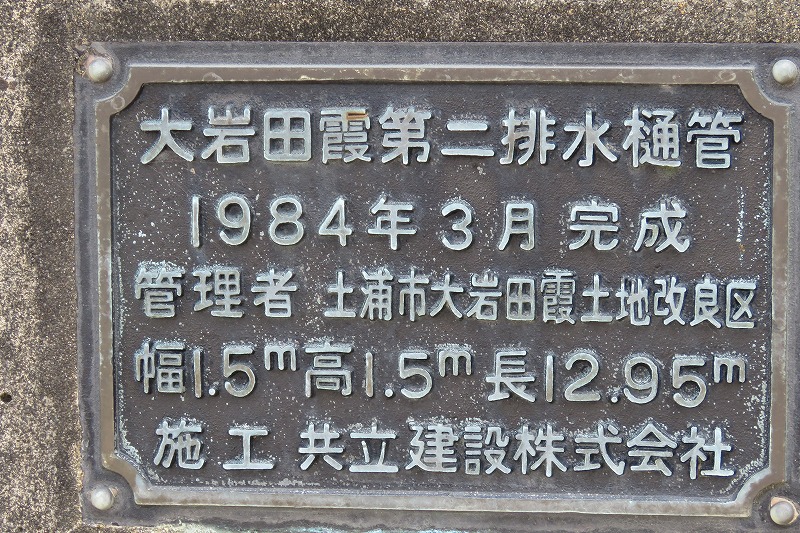 大岩田霞第二排水樋管
1984年3月 完成
管理者 土浦市大岩田霞土地改良区
幅1.5m高1.5m長12.95m
施工 共立建設株式会社